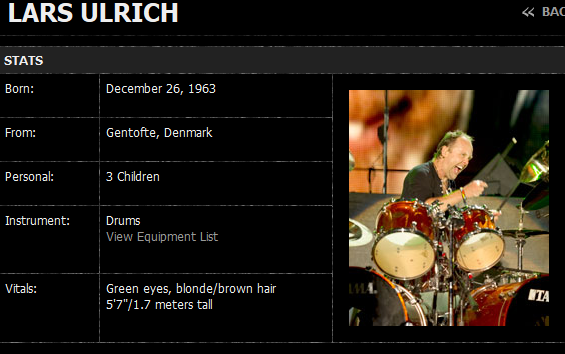 LARS ULRICH
<< BAC
STATS
Born: December 26, 1963
From: Gentofte, Denmark
Personal: 3 Children
Instrument: Drums
View Equipment List
Vitals: Green eyes, blonde/brown hair
5'7"/1.7 meters tall
AMA
TA